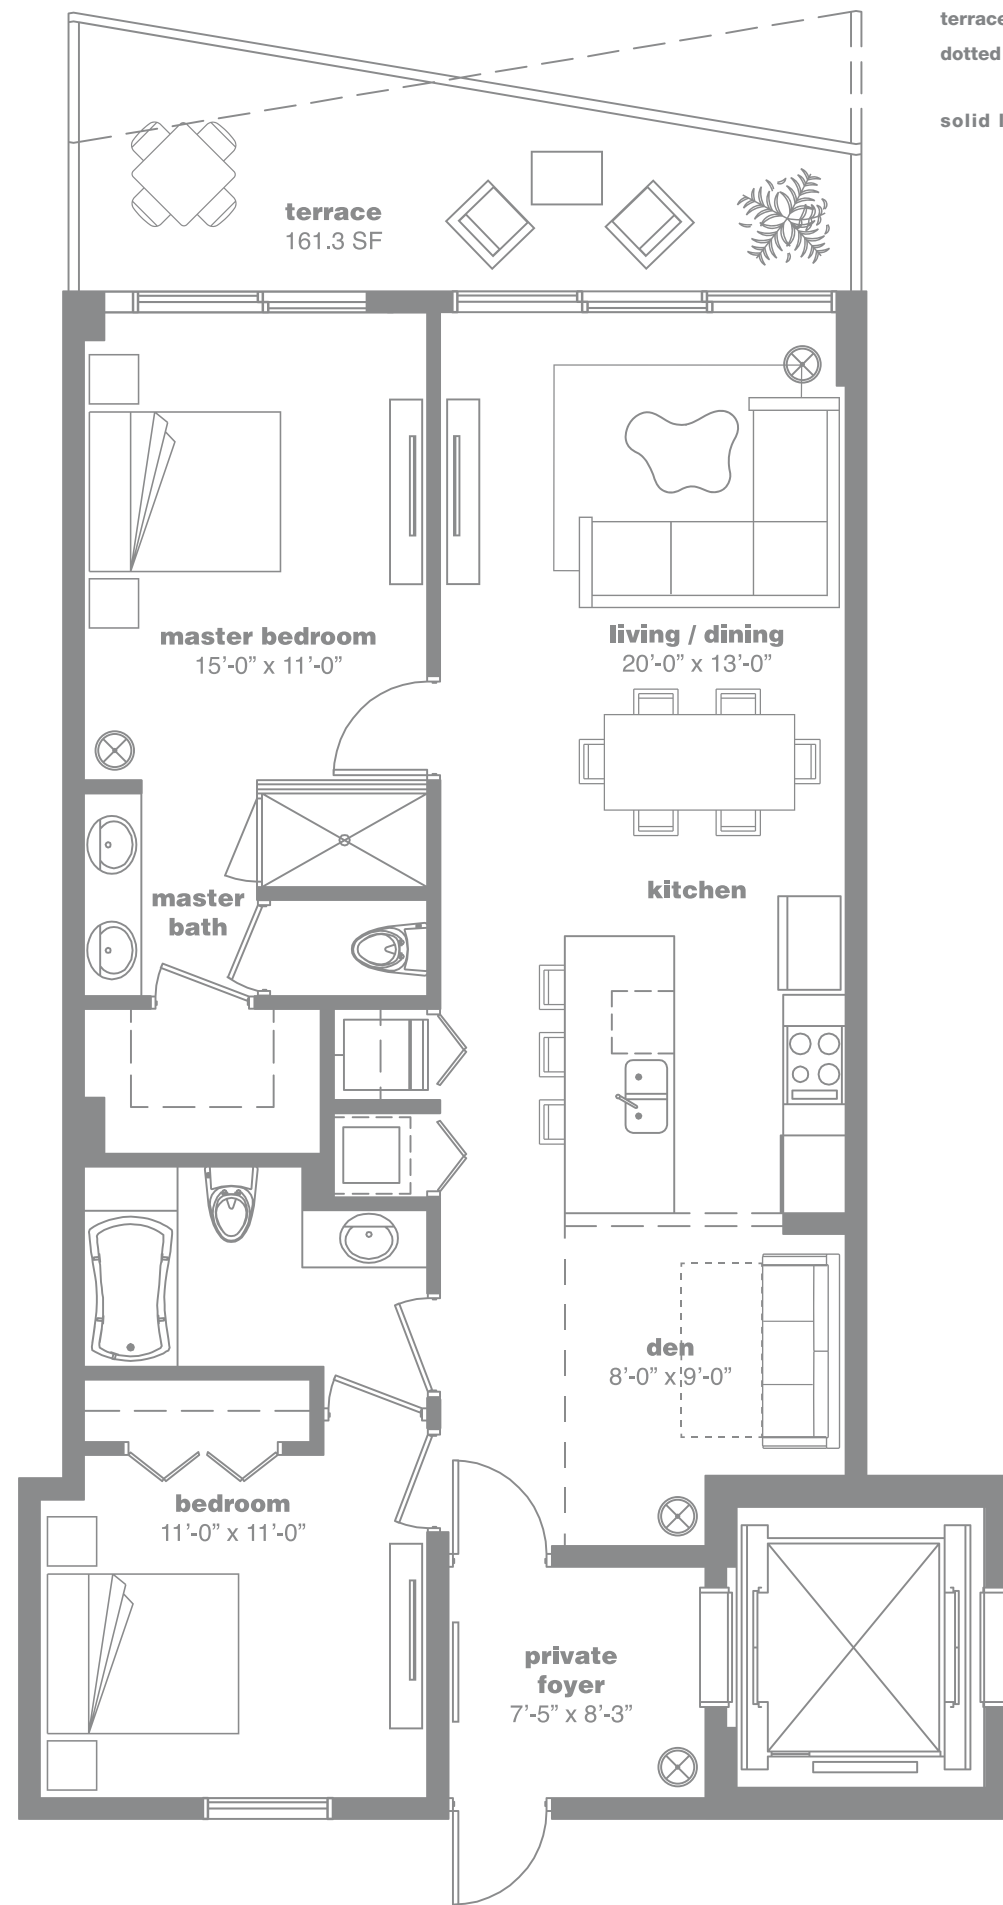 terrace
dotted
solid
terrace
161.3 SF
master bedroom
15’-0” x 11’-0”
living / dining
20’-0” x 13’-0”
master
bath
kitchen
den
8’-0” x 9’-0”
bedroom
11’-0” x 11’-0”
private
foyer
7’-5” x 8’-3”